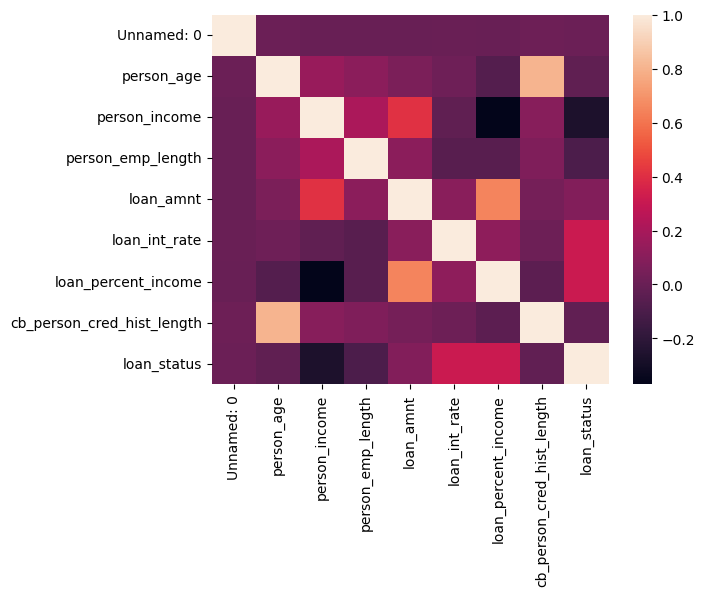 Unnamed: 0
person_age
person_income
person_emp_length
loan_amnt
loan_int_rate
loan_percent_income
cb_person_cred_hist_length
loan_status
Unnamed: 0
person_age
person_income
person_emp_length
loan_amnt
loan_int_rate
loan_percent_income
cb_person_cred_hist_length
loan_status
1.0
0.8
0.6
0.4
0.2
0.0
−0.2